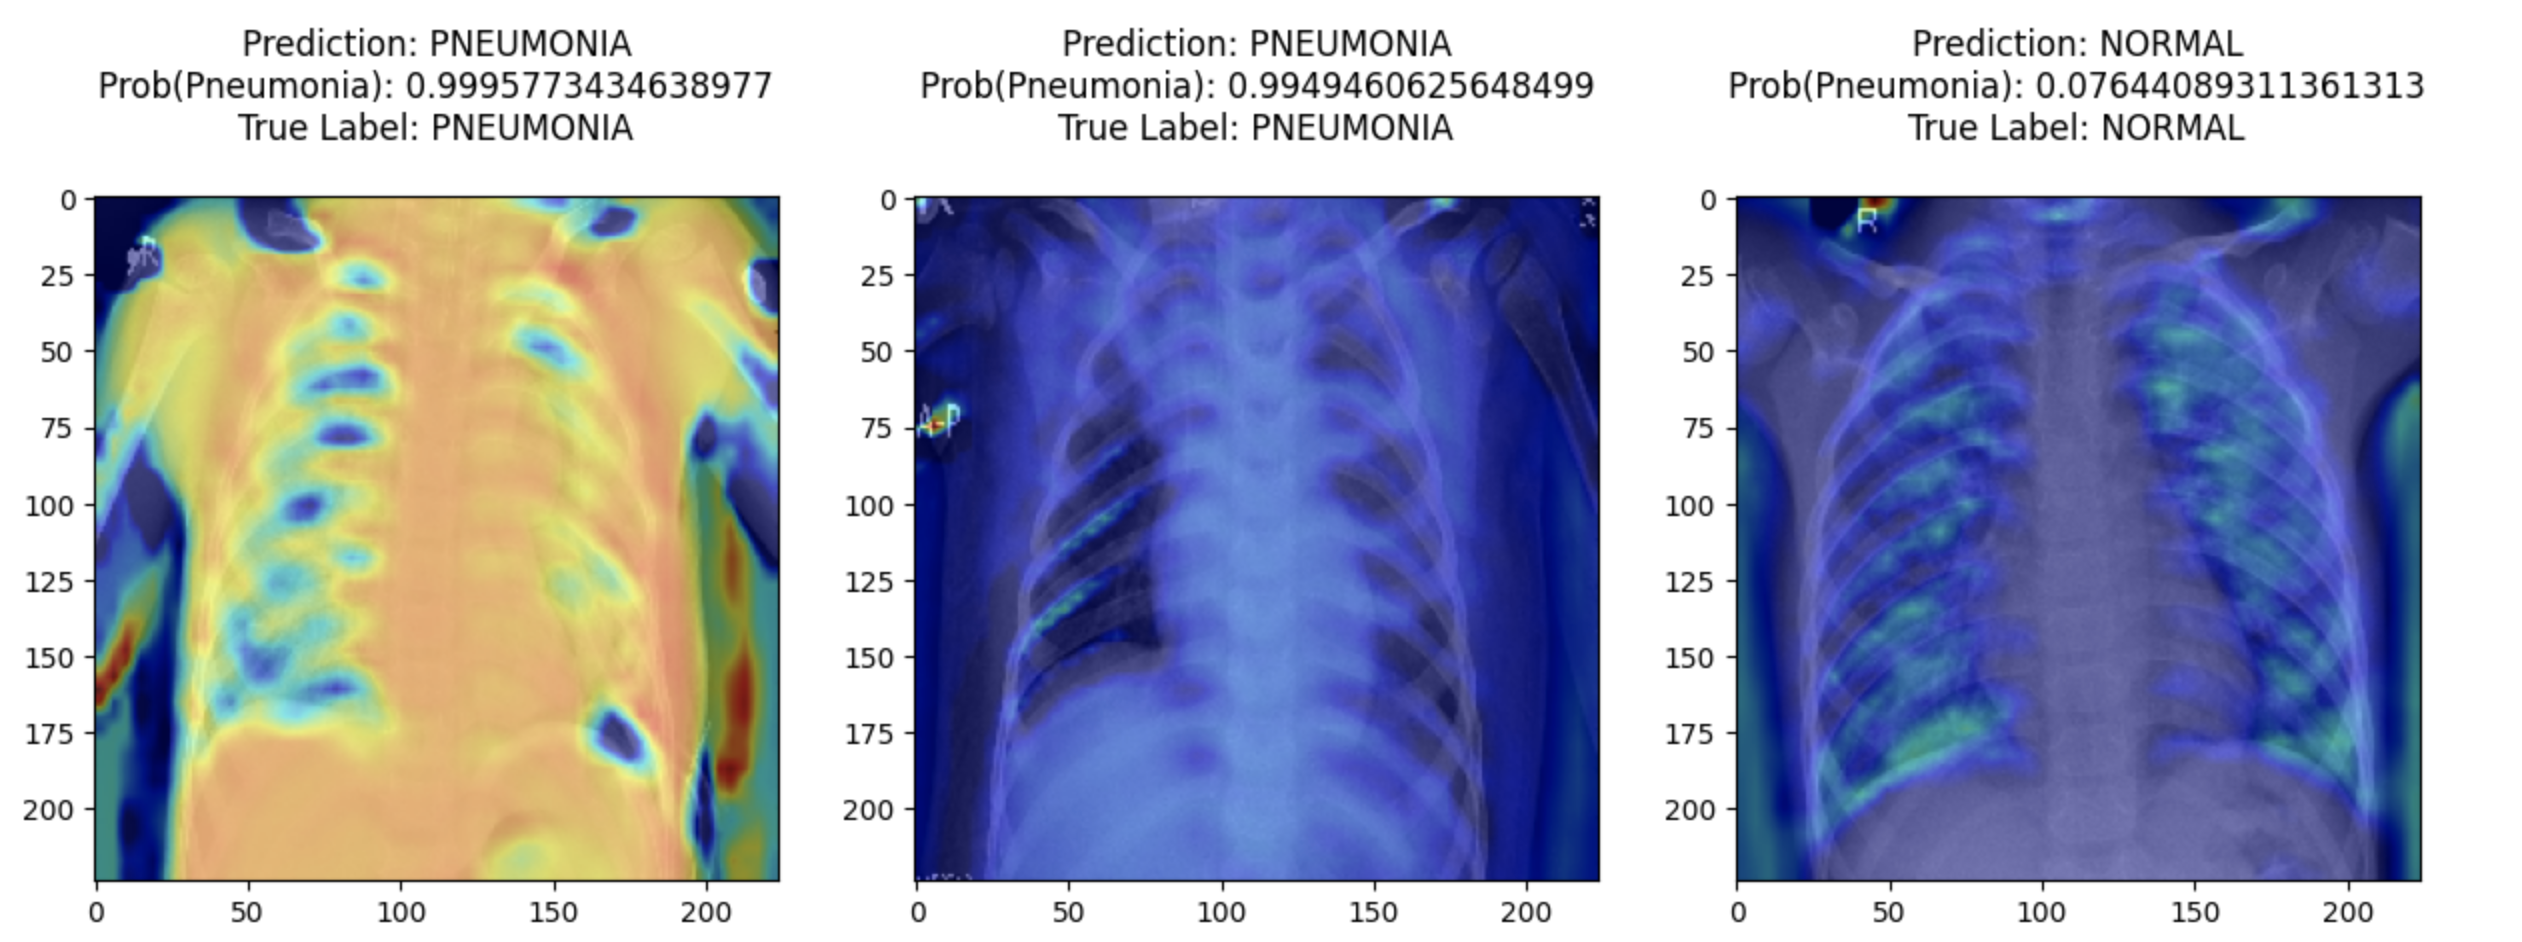 Prediction: PNEUMONIA
Prob(Pneumonia): 0.9995773434638977
True Label: PNEUMONIA
Prediction: PNEUMONIA
Prob(Pneumonia): 0.9949460625648499
True Label: PNEUMONIA
Prediction: NORMAL
Prob(Pneumonia): 0.07644089311361313
True Label: NORMAL
0
25
50
75
100
125
150
175
200
0 50 100 150 200
R
0
25
50
75
100
125
150
175
200
0 50 100 150 200
0
25
50
75
100
125
150
175
200
0 50 100 150 200
R